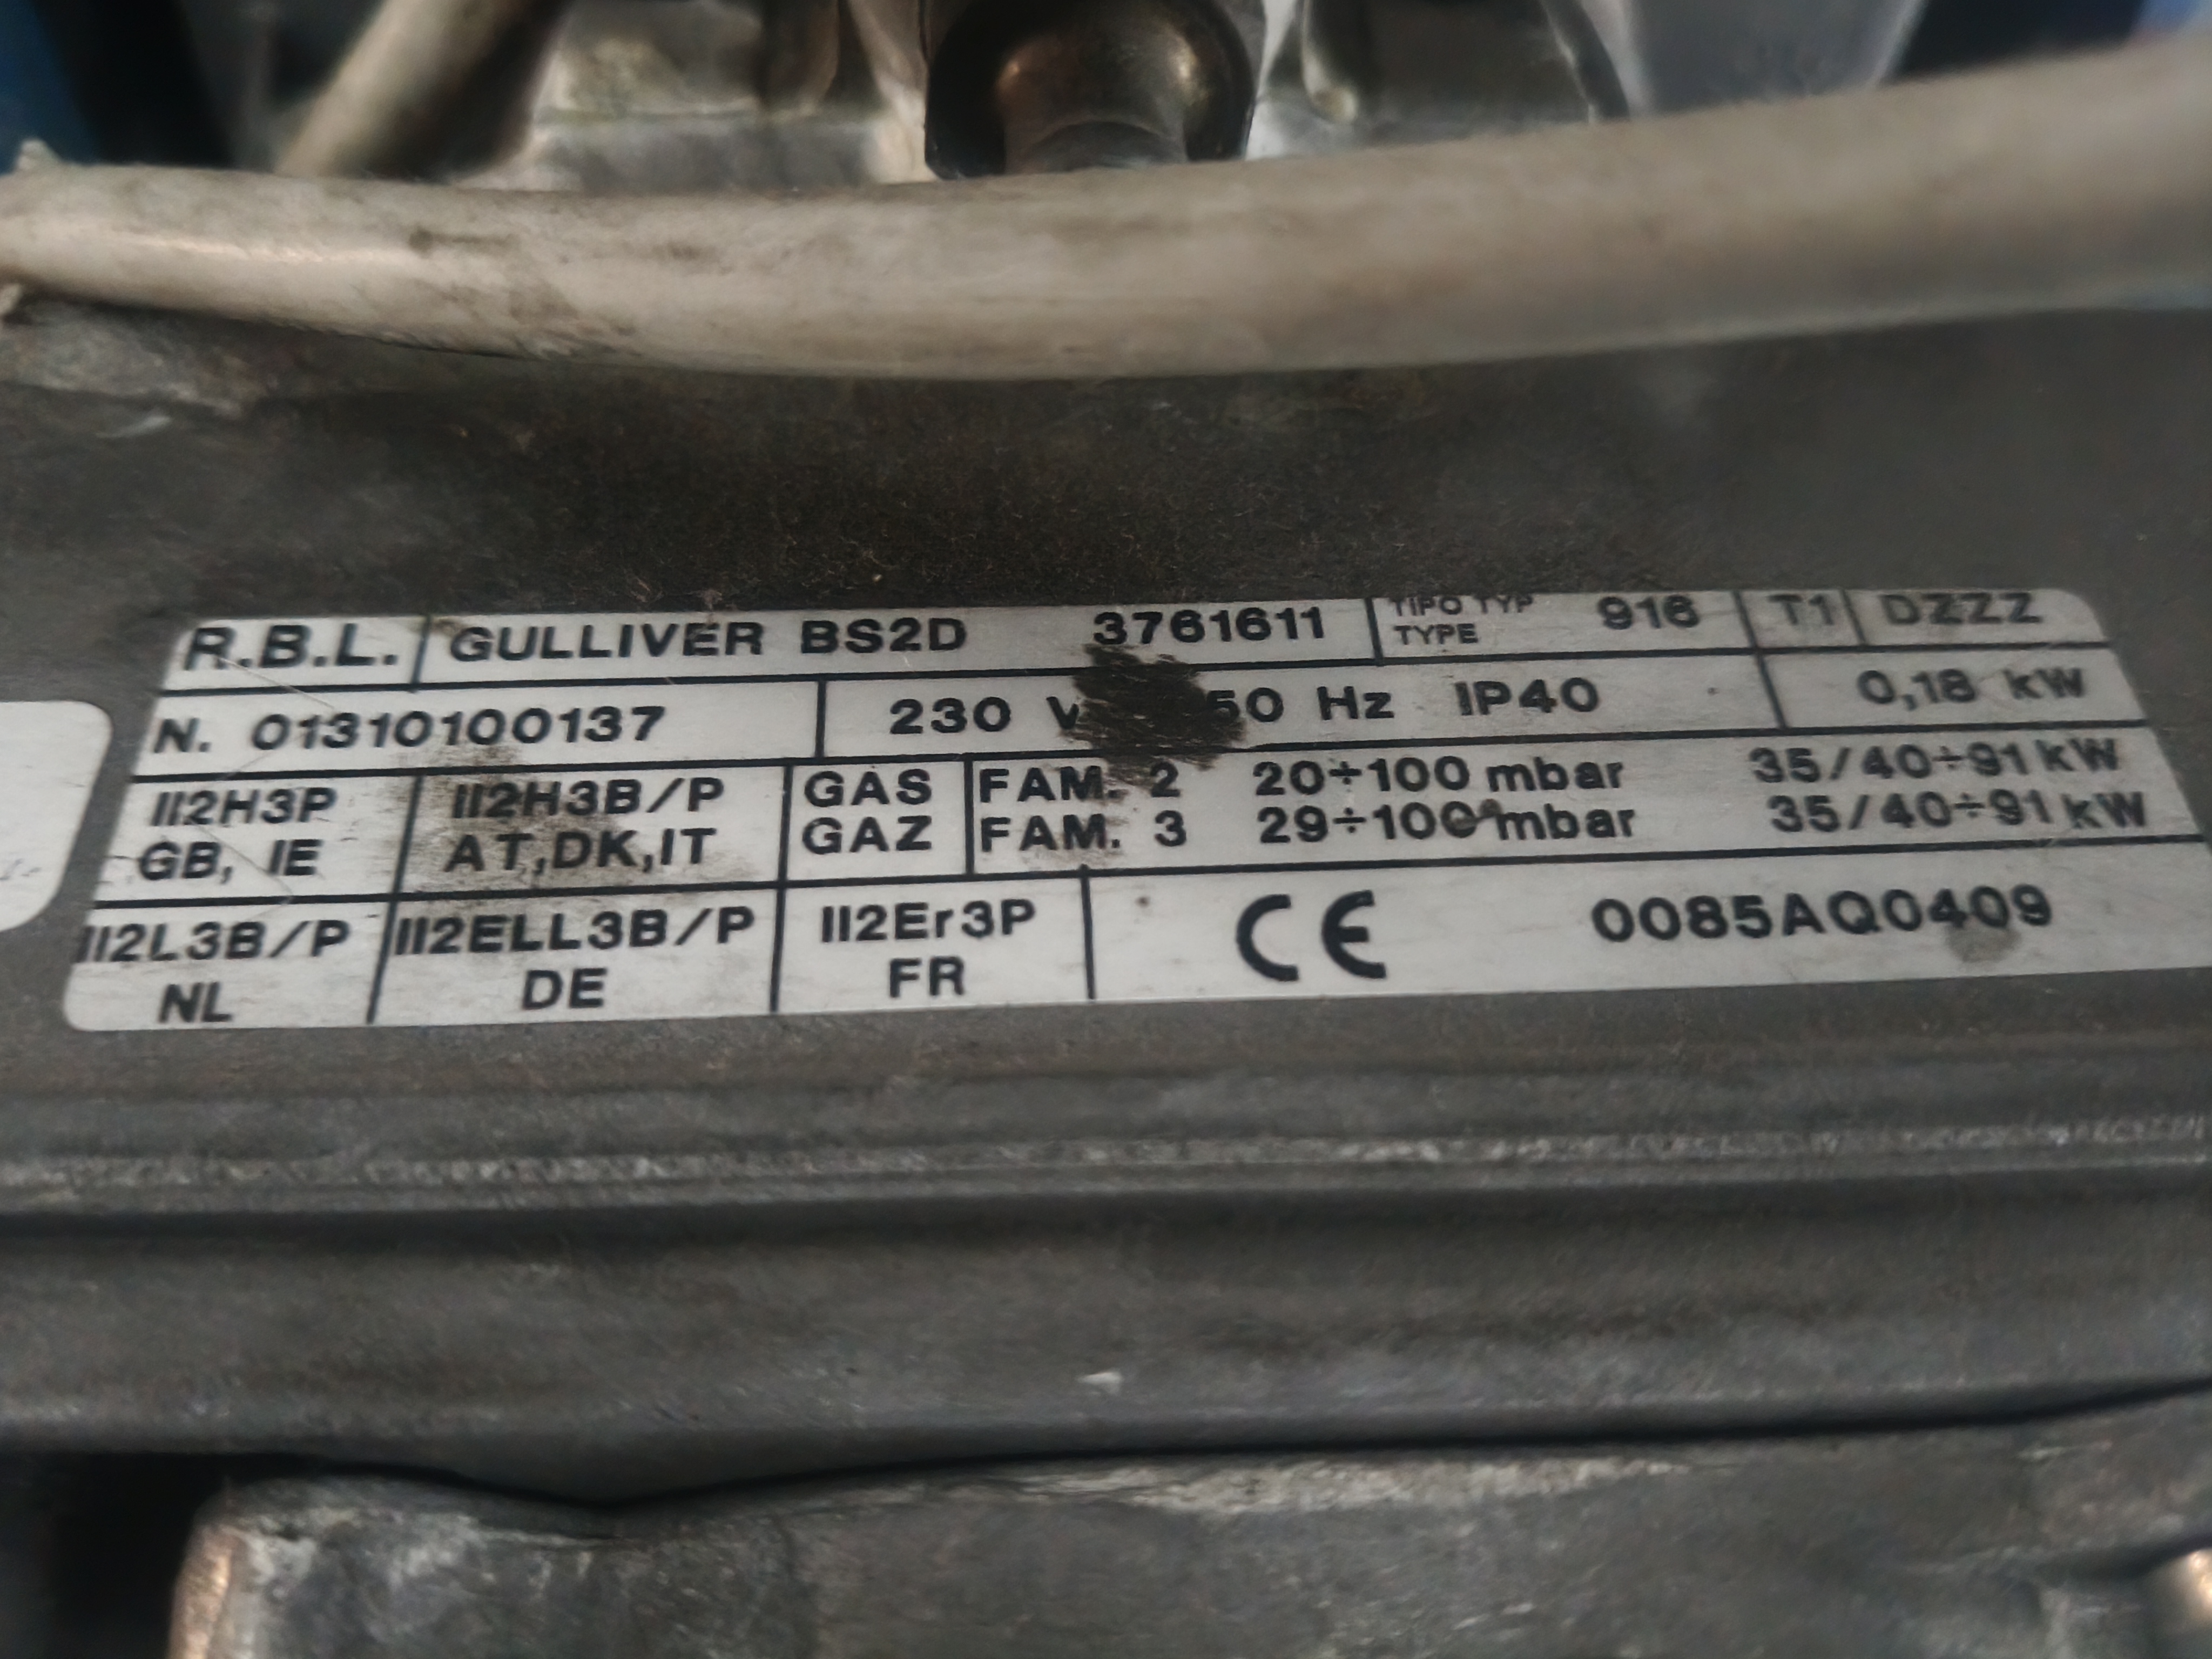 R.B.L. GULLIVER BS2D 3761611 TIPO TYP TYPE 916 T1 DZZZ
N. 01310100137 230 V 50 Hz IP40 0,18 kW
II2H3P GB, IE
II2H3B/P AT,DK,IT
GAS GAZ
FAM. 2 20÷100 mbar 35/40÷91 kW
FAM. 3 29÷100 mbar 35/40÷91 kW
II2L3B/P NL
II2ELL3B/P DE
II2Er3P FR
CE 0085AQ0409